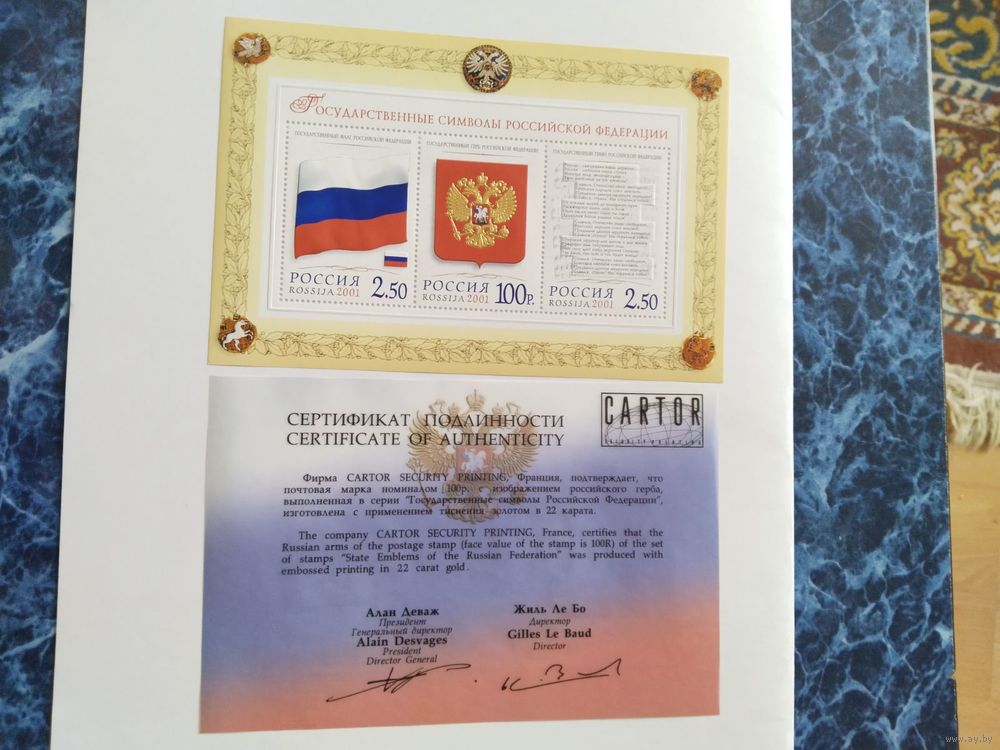 Государственные символы Российской Федерации
ГОСУДАРСТВЕННЫЙ ФЛАГ РОССИЙСКОЙ ФЕДЕРАЦИИ
ГОСУДАРСТВЕННЫЙ ГЕРБ РОССИЙСКОЙ ФЕДЕРАЦИИ
ГОСУДАРСТВЕННЫЙ ГИМН РОССИЙСКОЙ ФЕДЕРАЦИИ
РОССИЯ
ROSSIJA 2001 2.50
РОССИЯ
ROSSIJA 2001 100Р.
РОССИЯ
ROSSIJA 2001 2.50
СЕРТИФИКАТ ПОДЛИННОСТИ
CERTIFICATE OF AUTHENTICITY
CARTOR
SECURITY PRINTING
Фирма CARTOR SECURITY PRINTING, Франция, подтверждает, что
почтовая марка номиналом 100р. с изображением российского герба,
выполненная в серии "Государственные символы Российской Федерации",
изготовлена с применением тиснения золотом в 22 карата.
The company CARTOR SECURITY PRINTING, France, certifies that the
Russian arms of the postage stamp (face value of the stamp is 100R) of the set
of stamps "State Emblems of the Russian Federation" was produced with
embossed printing in 22 carat gold.
Алан Деваж
Президент
Генеральный директор
Alain Desvages
President
Director General
Жиль Ле Бо
Директор
Gilles Le Baud
Director
www.ay.by